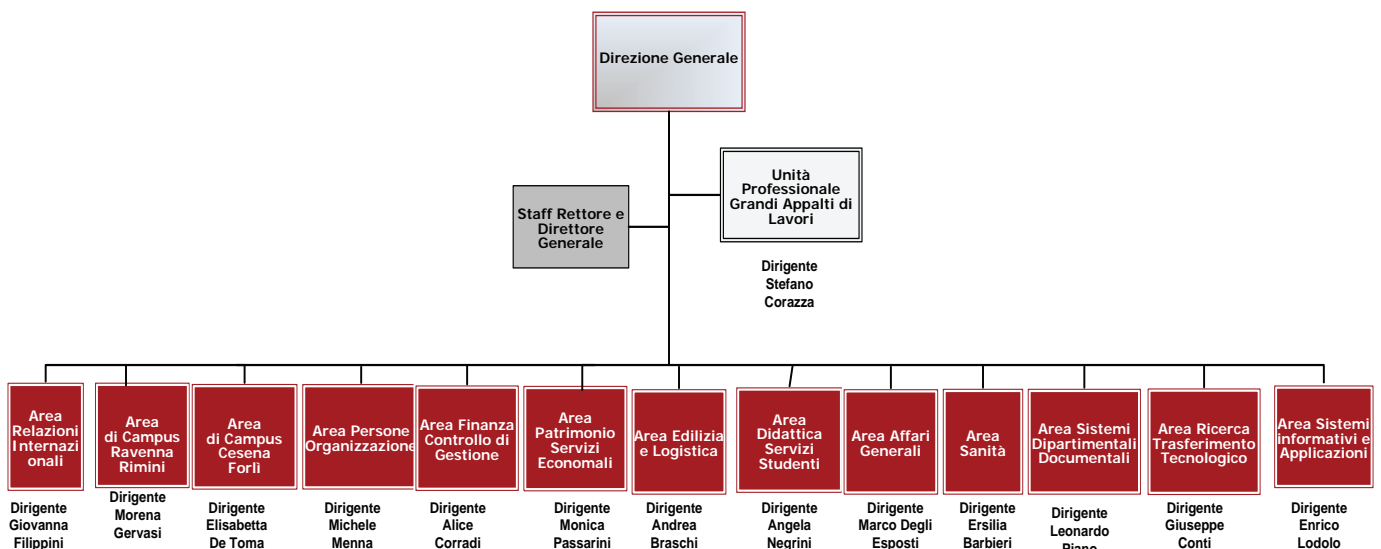 Direzione Generale
Unità
Professionale
Grandi Appalti di
Lavori
Staff Rettore e
Direttore
Generale
Dirigente
Stefano
Corazza
Area
Relazioni
Internazi
onali
Area
di Campus
Ravenna
Rimini
Area
di Campus
Cesena
Forlì
Area Persone
Organizzazione
Area Finanza
Controllo di
Gestione
Area
Patrimonio
Servizi
Economali
Area Edilizia
e Logistica
Area
Didattica
Servizi
Studenti
Area Affari
Generali
Area
Sanità
Area Sistemi
Dipartimentali
Documentali
Area Ricerca
Trasferimento
Tecnologico
Area Sistemi
informativi e
Applicazioni
Dirigente
Giovanna
Filippini
Dirigente
Morena
Gervasi
Dirigente
Elisabetta
De Toma
Dirigente
Michele
Menna
Dirigente
Alice
Corradi
Dirigente
Monica
Passarini
Dirigente
Andrea
Braschi
Dirigente
Angela
Negrini
Dirigente
Marco Degli
Esposti
Dirigente
Ersilia
Barbieri
Dirigente
Leonardo
Dirigente
Giuseppe
Conti
Dirigente
Enrico
Lodolo